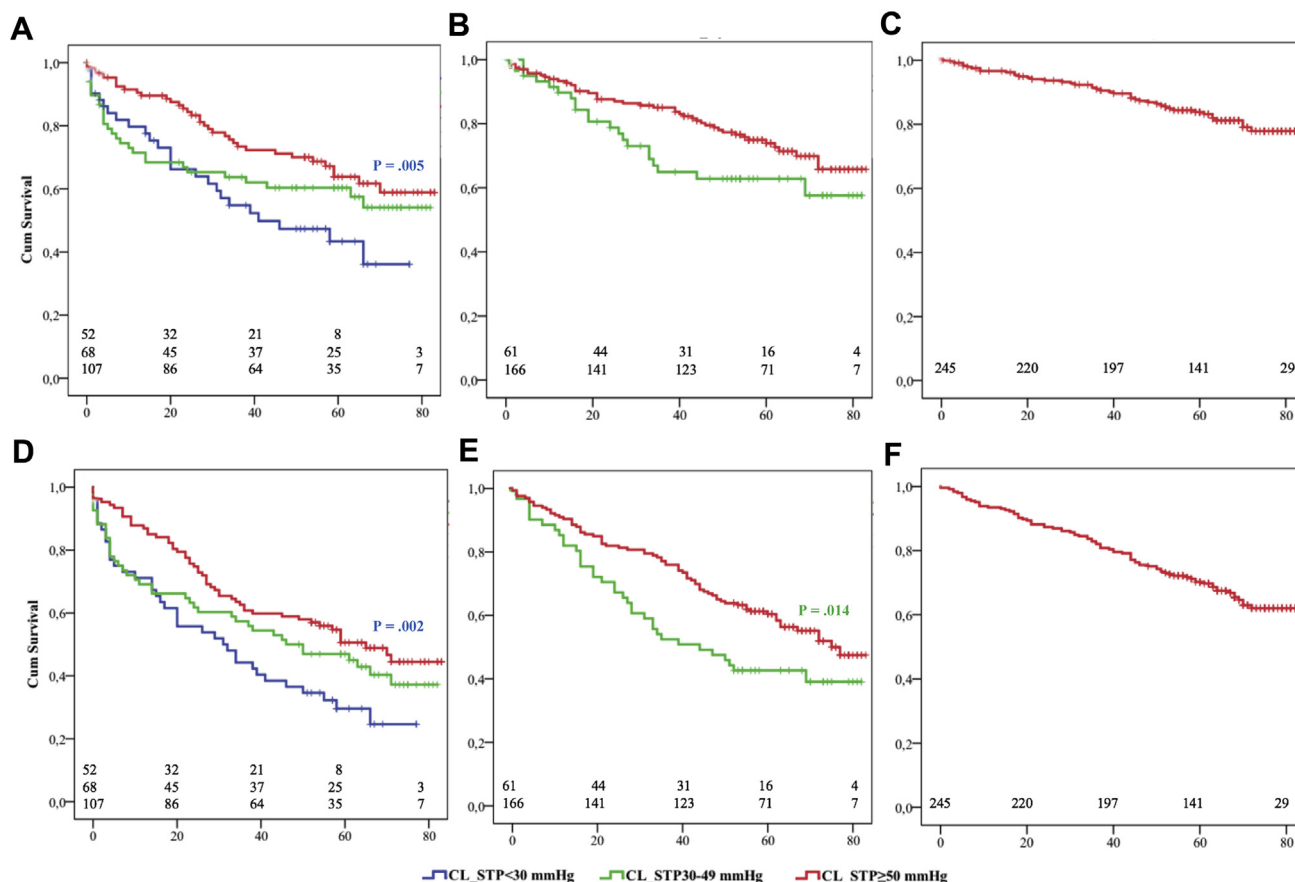 A
B
C
Cum Survival
1,0
0,8
0,6
0,4
0,2
0,0
P = .005
52 32 21 8
68 45 37 25 3
107 86 64 35 7
0 20 40 60 80
1,0
0,8
0,6
0,4
0,2
0,0
61 44 31 16 4
166 141 123 71 7
0 20 40 60 80
1,0
0,8
0,6
0,4
0,2
0,0
245 220 197 141 29
0 20 40 60 80
D
E
F
Cum Survival
1,0
0,8
0,6
0,4
0,2
0,0
P = .002
52 32 21 8
68 45 37 25 3
107 86 64 35 7
0 20 40 60 80
1,0
0,8
0,6
0,4
0,2
0,0
P = .014
61 44 31 16 4
166 141 123 71 7
0 20 40 60 80
1,0
0,8
0,6
0,4
0,2
0,0
245 220 197 141 29
0 20 40 60 80
CL_STP<30 mmHg CL_STP30-49 mmHg CL_STP≥50 mmHg